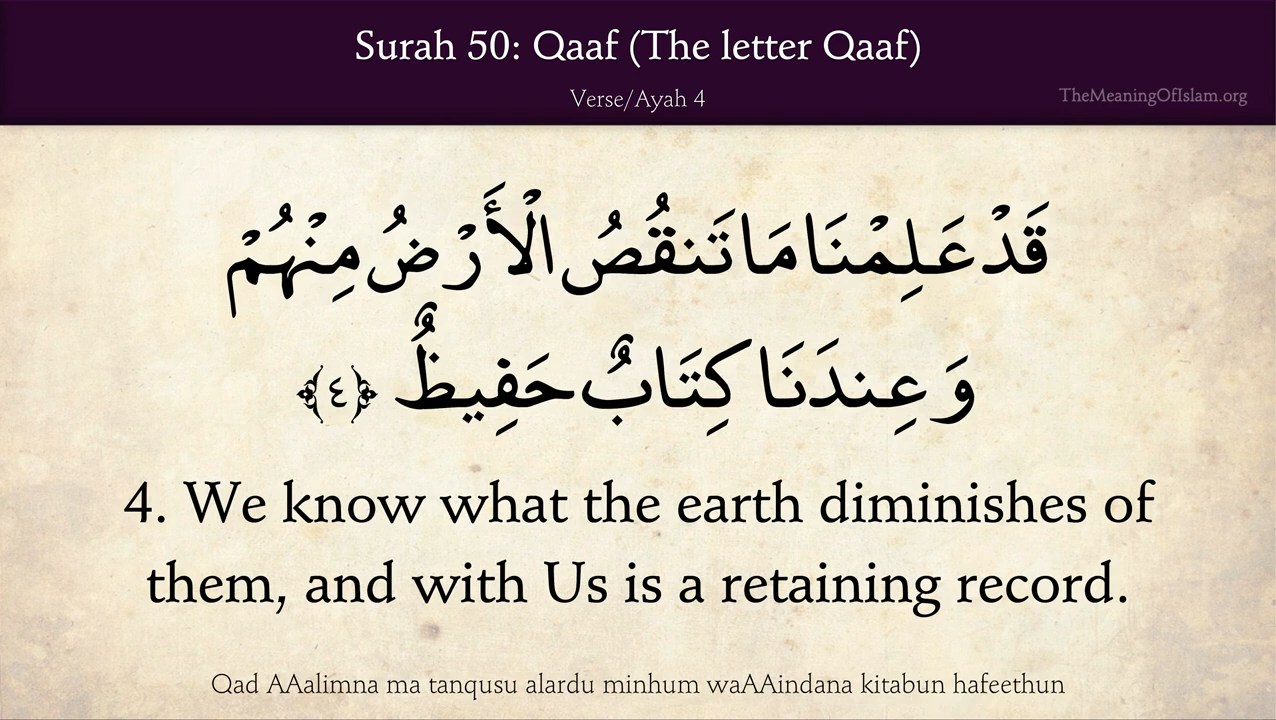 Surah 50: Qaaf (The letter Qaaf)
Verse/Ayah 4
TheMeaningOfIslam.org
قَدْ عَلِمْنَا مَا تَنقُصُ الْأَرْضُ مِنْهُمْ
وَعِندَنَا كِتَابٌ حَفِيظٌ ﴿٤﴾
4. We know what the earth diminishes of
them, and with Us is a retaining record.
Qad AAalimna ma tanqusu alardu minhum waAAindana kitabun hafeethun